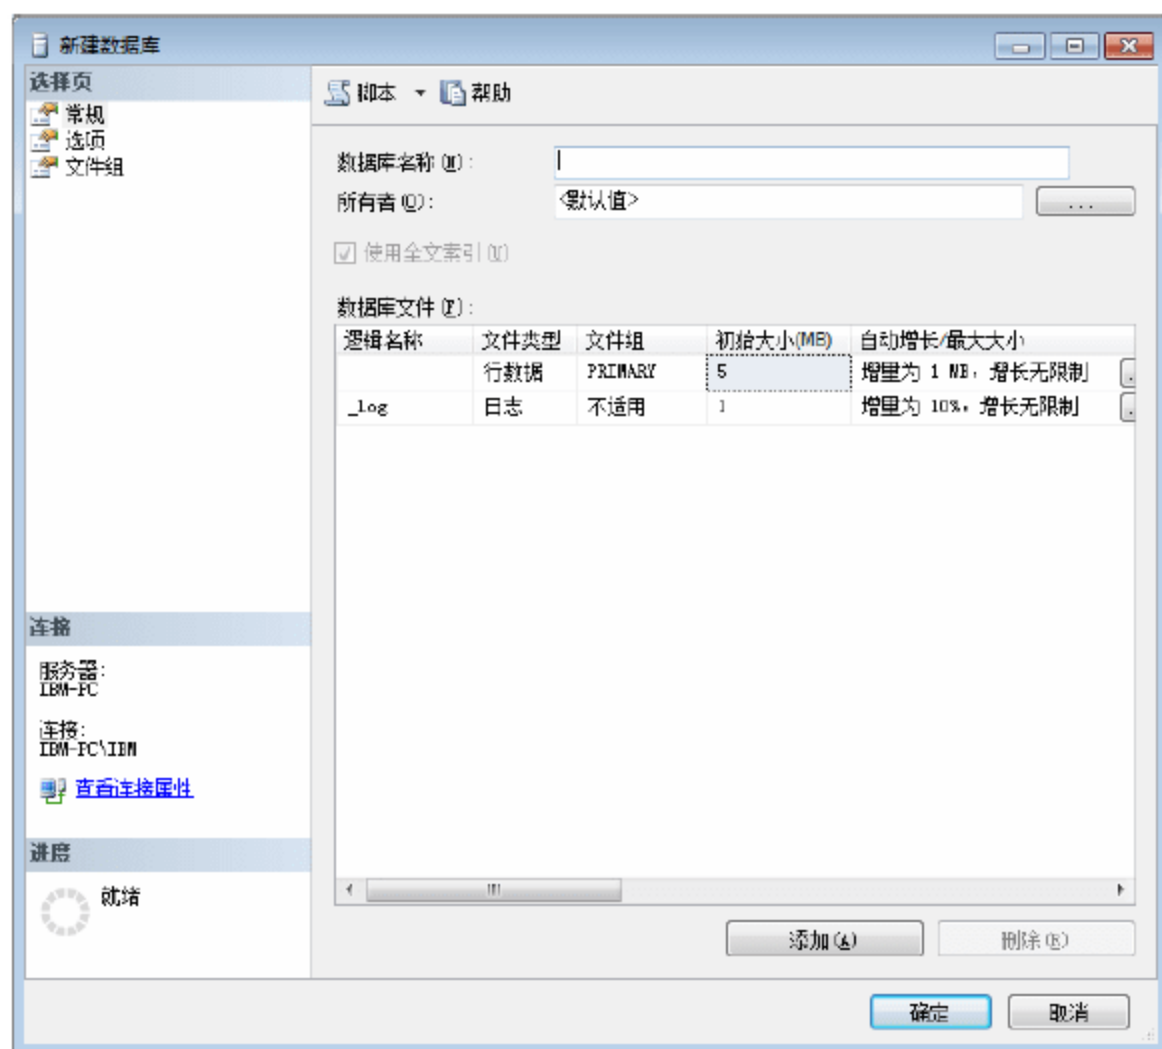 新建数据库
选择页
常规
选项
文件组
脚本 帮助
数据库名称(N):
所有者(O):
<默认值>
...
使用全文索引(U)
数据库文件(F):
逻辑名称 文件类型 文件组 初始大小(MB) 自动增长/最大大小
行数据 PRIMARY 5 增量为 1 MB，增长无限制
_log 日志 不适用 1 增量为 10%，增长无限制
连接
服务器:
IBM-PC
连接:
IBM-PC\IBM
查看连接属性
进度
就绪
添加(A) 删除(R)
确定 取消